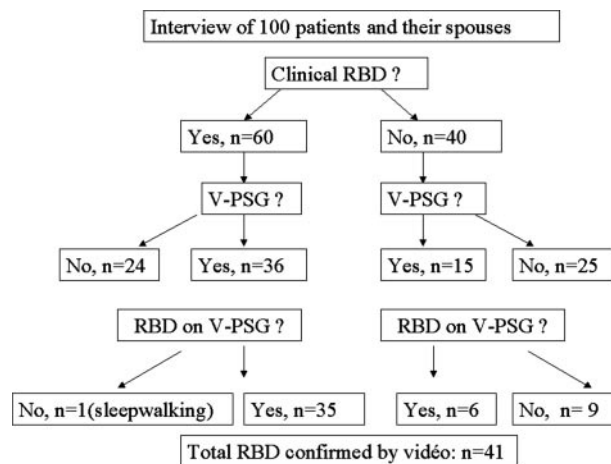 Interview of 100 patients and their spouses
Clinical RBD ?
Yes, n=60
No, n=40
V-PSG ?
V-PSG ?
No, n=24
Yes, n=36
Yes, n=15
No, n=25
RBD on V-PSG ?
RBD on V-PSG ?
No, n=1(sleepwalking)
Yes, n=35
Yes, n=6
No, n= 9
Total RBD confirmed by vidéo: n=41